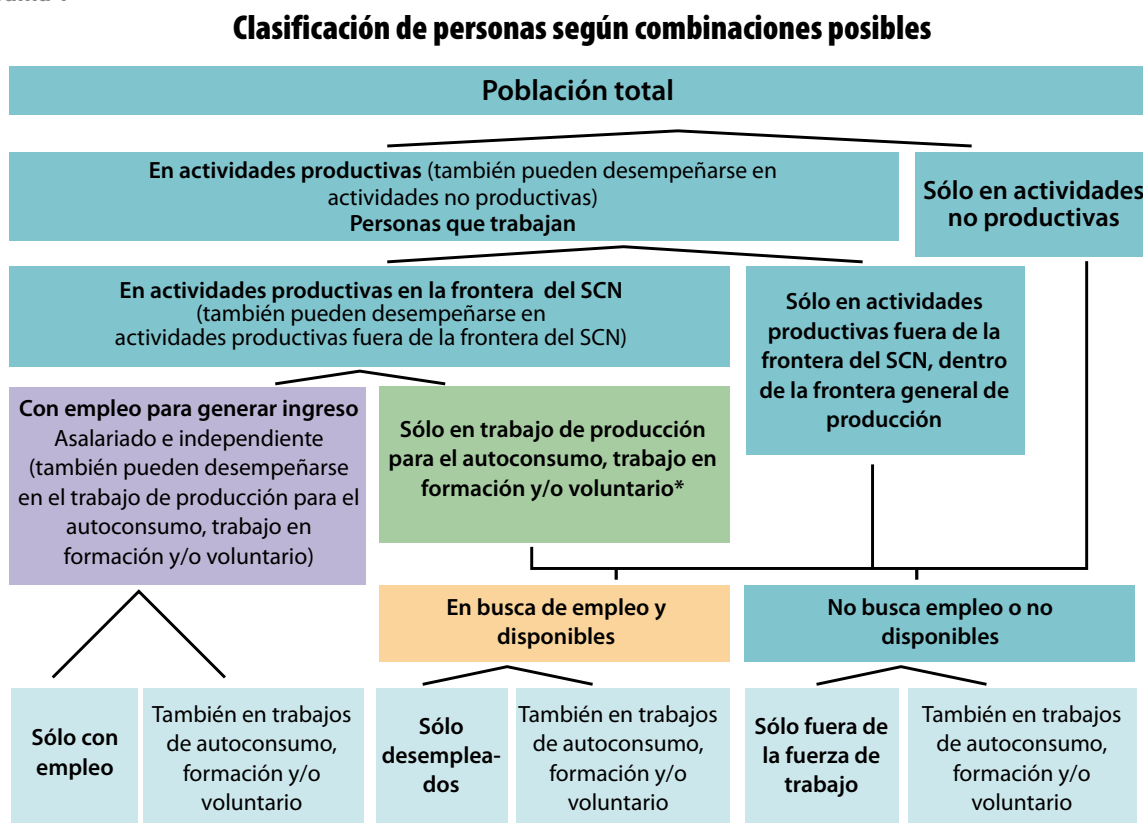 Clasificación de personas según combinaciones posibles
Población total
En actividades productivas (también pueden desempeñarse en
actividades no productivas)
Personas que trabajan
Sólo en actividades
no productivas
En actividades productivas en la frontera del SCN
(también pueden desempeñarse en
actividades productivas fuera de la frontera del SCN)
Sólo en actividades
productivas fuera de la
frontera del SCN, dentro
de la frontera general de
producción
Con empleo para generar ingreso
Asalariado e independiente
(también pueden desempeñarse
en el trabajo de producción para el
autoconsumo, trabajo en
formación y/o voluntario)
Sólo en trabajo de producción
para el autoconsumo, trabajo en
formación y/o voluntario*
En busca de empleo y
disponibles
No busca empleo o no
disponibles
Sólo con
empleo
También en trabajos
de autoconsumo,
formación y/o
voluntario
Sólo
desemplea-
dos
También en trabajos
de autoconsumo,
formación y/o
voluntario
Sólo fuera de
la fuerza de
trabajo
También en trabajos
de autoconsumo,
formación y/o
voluntario